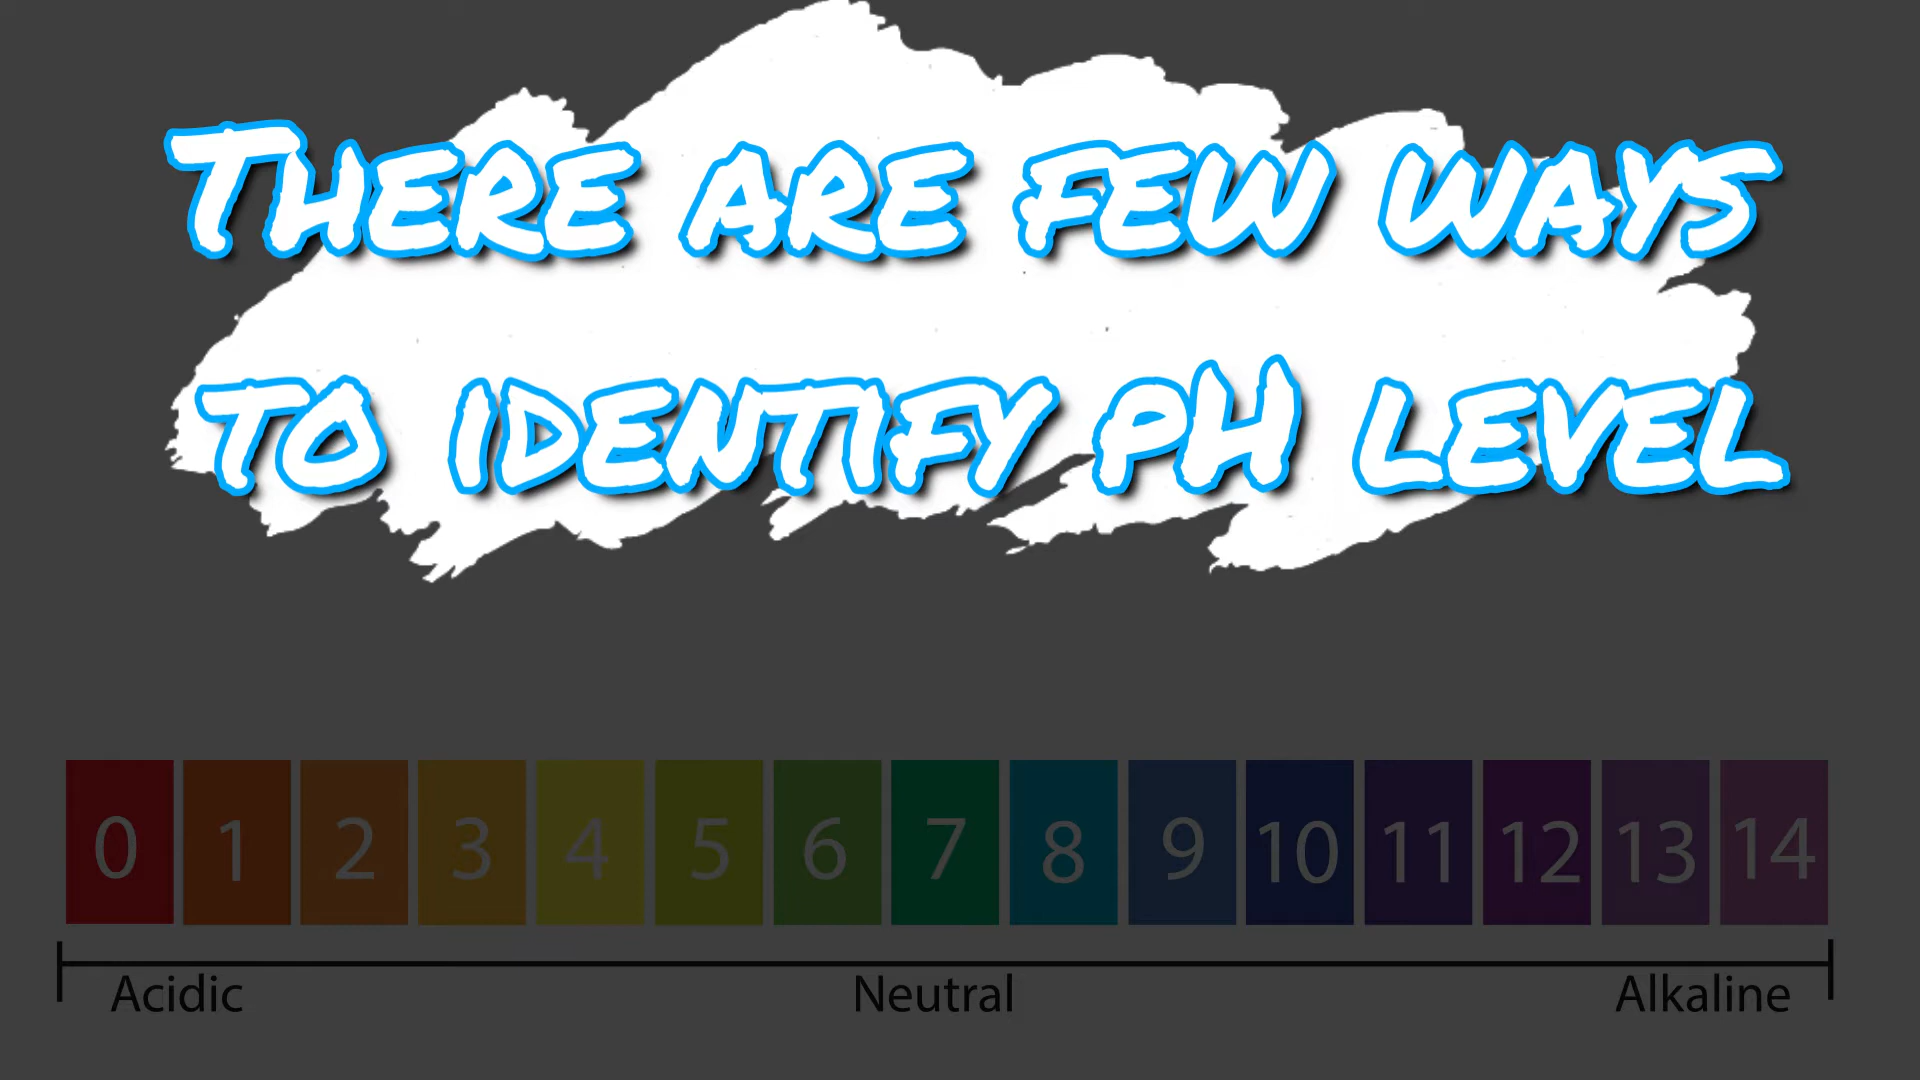 There are few ways
to identify pH level
0 1 2 3 4 5 6 7 8 9 10 11 12 13 14
Acidic Neutral Alkaline